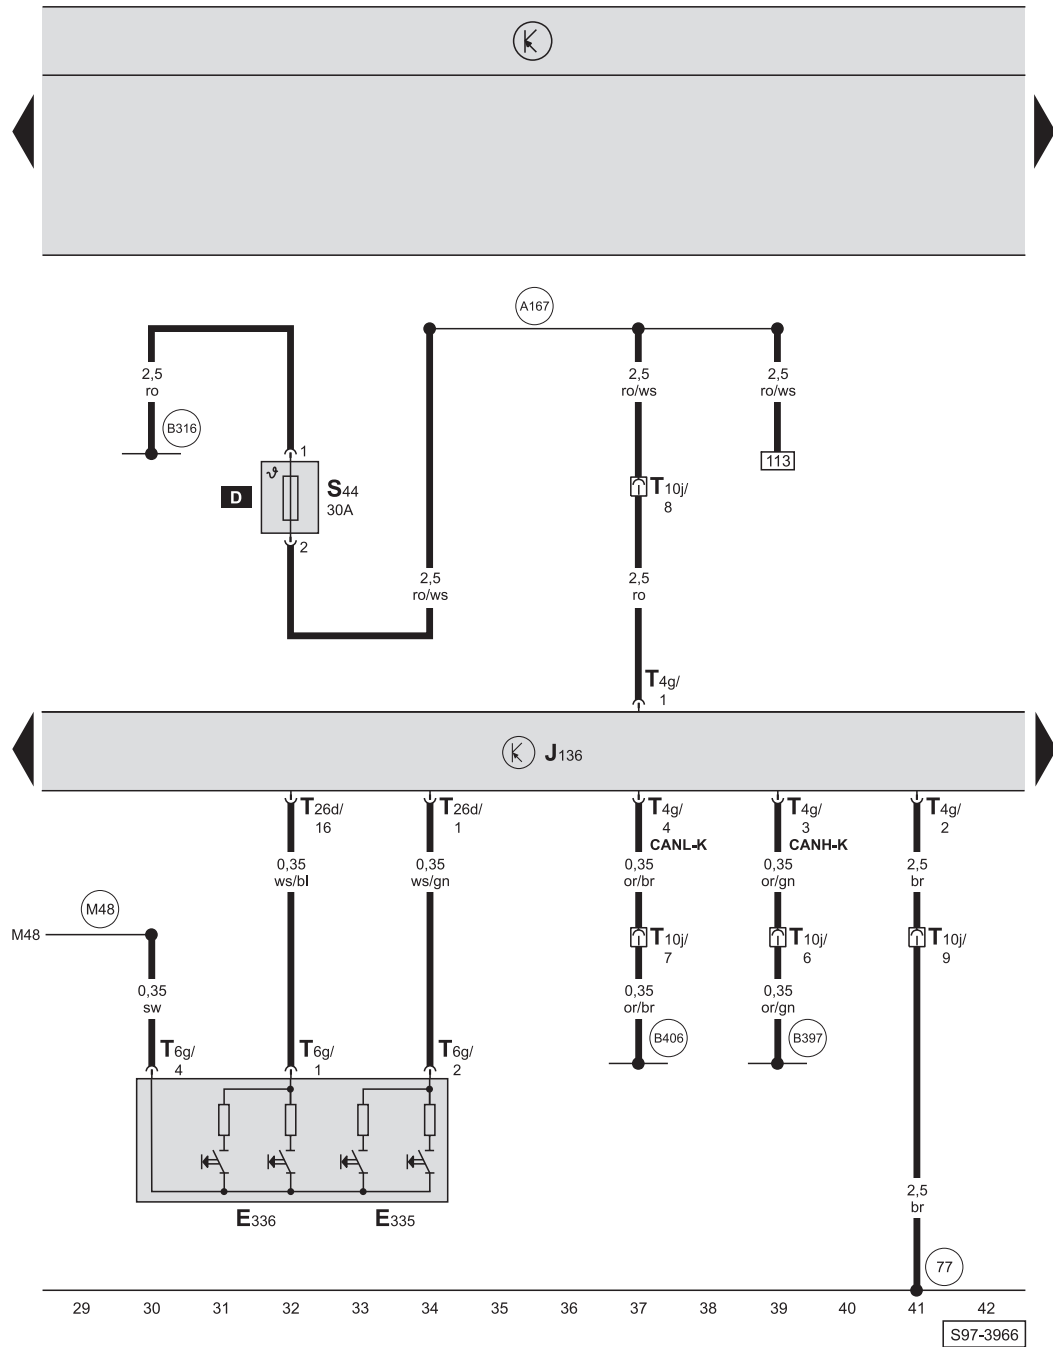 A167
2,5
ro
2,5
ro/ws
2,5
ro/ws
B316
1
113
D
S44
30A
T10j/
8
2
2,5
ro/ws
2,5
ro
T4g/
1
J136
T26d/
16
T26d/
1
T4g/
4
CANL-K
T4g/
3
CANH-K
T4g/
2
0,35
ws/bl
0,35
ws/gn
0,35
or/br
0,35
or/gn
2,5
br
M48
M48
T10j/
7
T10j/
6
T10j/
9
0,35
sw
0,35
or/br
0,35
or/gn
T6g/
4
T6g/
1
T6g/
2
B406
B397
2,5
br
E336
E335
77
29 30 31 32 33 34 35 36 37 38 39 40 41 42
S97-3966